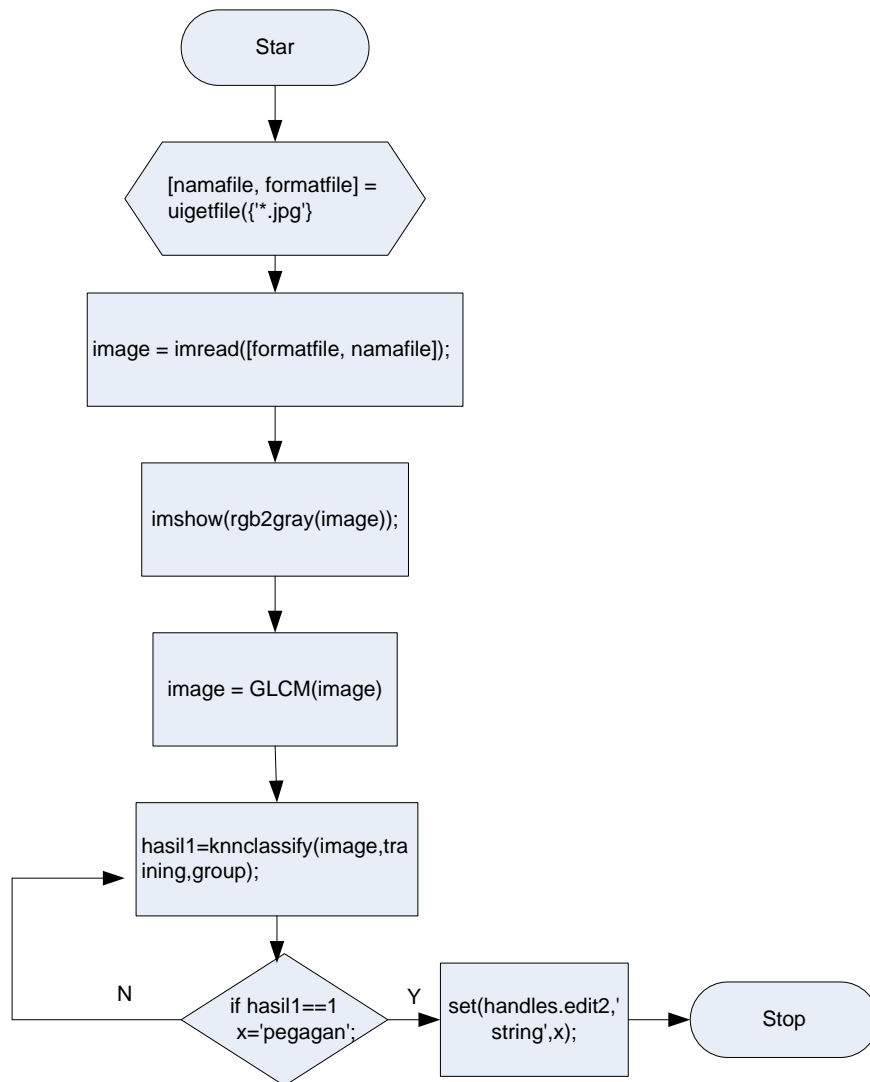 Star
[namafile, formatfile] =
uigetfile({'*.jpg'}
image = imread([formatfile, namafile]);
imshow(rgb2gray(image));
image = GLCM(image)
hasil1=knnclassify(image,tra
ining,group);
N
if hasil1==1
x='pegagan';
Y
set(handles.edit2,'
string',x);
Stop